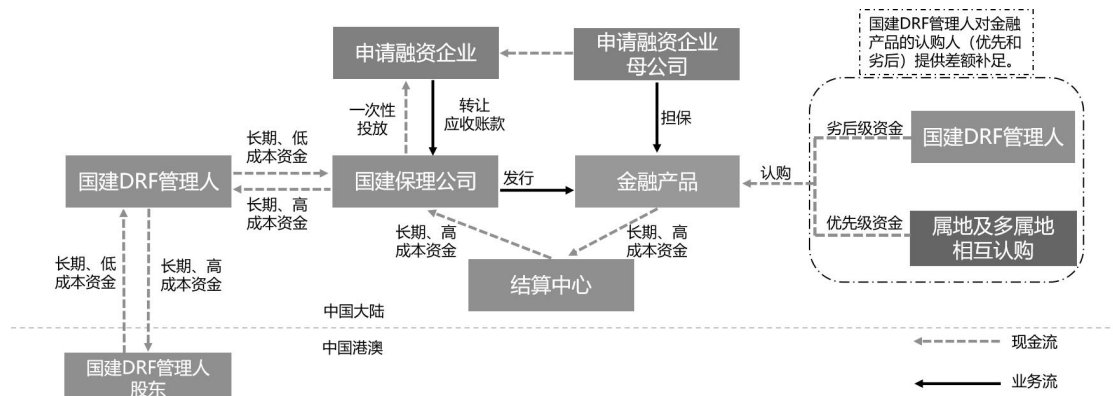 国建DRF管理人对金融
产品的认购人（优先和
劣后）提供差额补足。
申请融资企业
申请融资企业
母公司
一次性
投放
转让
应收账款
担保
劣后级资金
国建DRF管理人
长期、低
成本资金
国建DRF管理人
国建保理公司
发行
金融产品
认购
长期、高
成本资金
优先级资金
属地及多属地
相互认购
长期、高
成本资金
长期、高
成本资金
长期、低
成本资金
长期、高
成本资金
结算中心
中国大陆
中国港澳
现金流
国建DRF管理人
股东
业务流